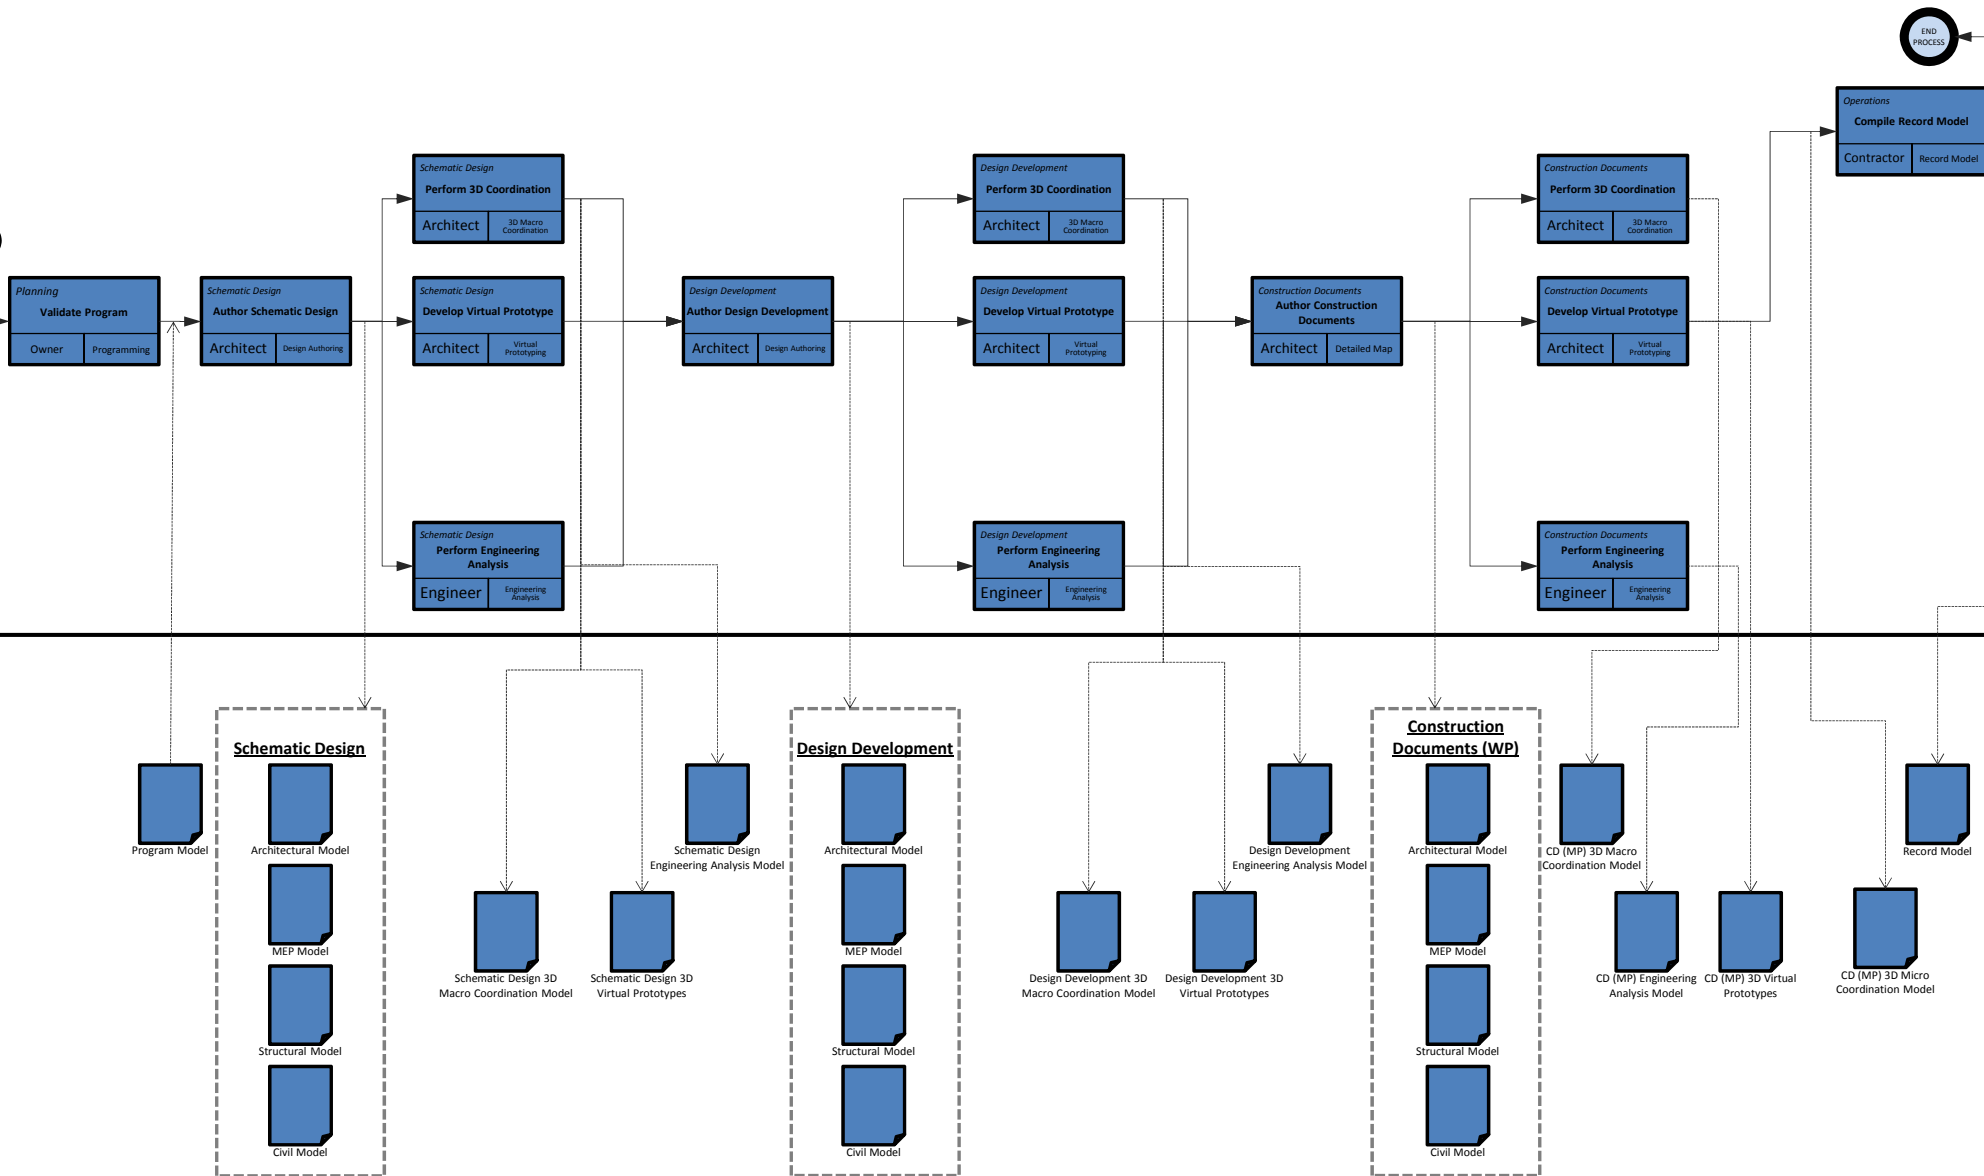 END
PROCESS
Operations
Compile Record Model
Contractor
Record Model
Schematic Design
Perform 3D Coordination
Architect
3D Macro
Coordination
Design Development
Perform 3D Coordination
Architect
3D Macro
Coordination
Construction Documents
Perform 3D Coordination
Architect
3D Macro
Coordination
Planning
Validate Program
Owner
Programming
Schematic Design
Author Schematic Design
Architect
Design Authoring
Schematic Design
Develop Virtual Prototype
Architect
Virtual
Prototyping
Design Development
Author Design Development
Architect
Design Authoring
Design Development
Develop Virtual Prototype
Architect
Virtual
Prototyping
Construction Documents
Author Construction
Documents
Architect
Detailed Map
Construction Documents
Develop Virtual Prototype
Architect
Virtual
Prototyping
Schematic Design
Perform Engineering
Analysis
Engineer
Engineering
Analysis
Design Development
Perform Engineering
Analysis
Engineer
Engineering
Analysis
Construction Documents
Perform Engineering
Analysis
Engineer
Engineering
Analysis
Program Model
Schematic Design
Architectural Model
MEP Model
Structural Model
Civil Model
Schematic Design 3D
Macro Coordination Model
Schematic Design 3D
Virtual Prototypes
Schematic Design
Engineering Analysis Model
Design Development
Architectural Model
MEP Model
Structural Model
Civil Model
Design Development 3D
Macro Coordination Model
Design Development 3D
Virtual Prototypes
Design Development
Engineering Analysis Model
Construction
Documents (WP)
Architectural Model
MEP Model
Structural Model
Civil Model
CD (MP) 3D Macro
Coordination Model
CD (MP) Engineering
Analysis Model
CD (MP) 3D Virtual
Prototypes
CD (MP) 3D Micro
Coordination Model
Record Model